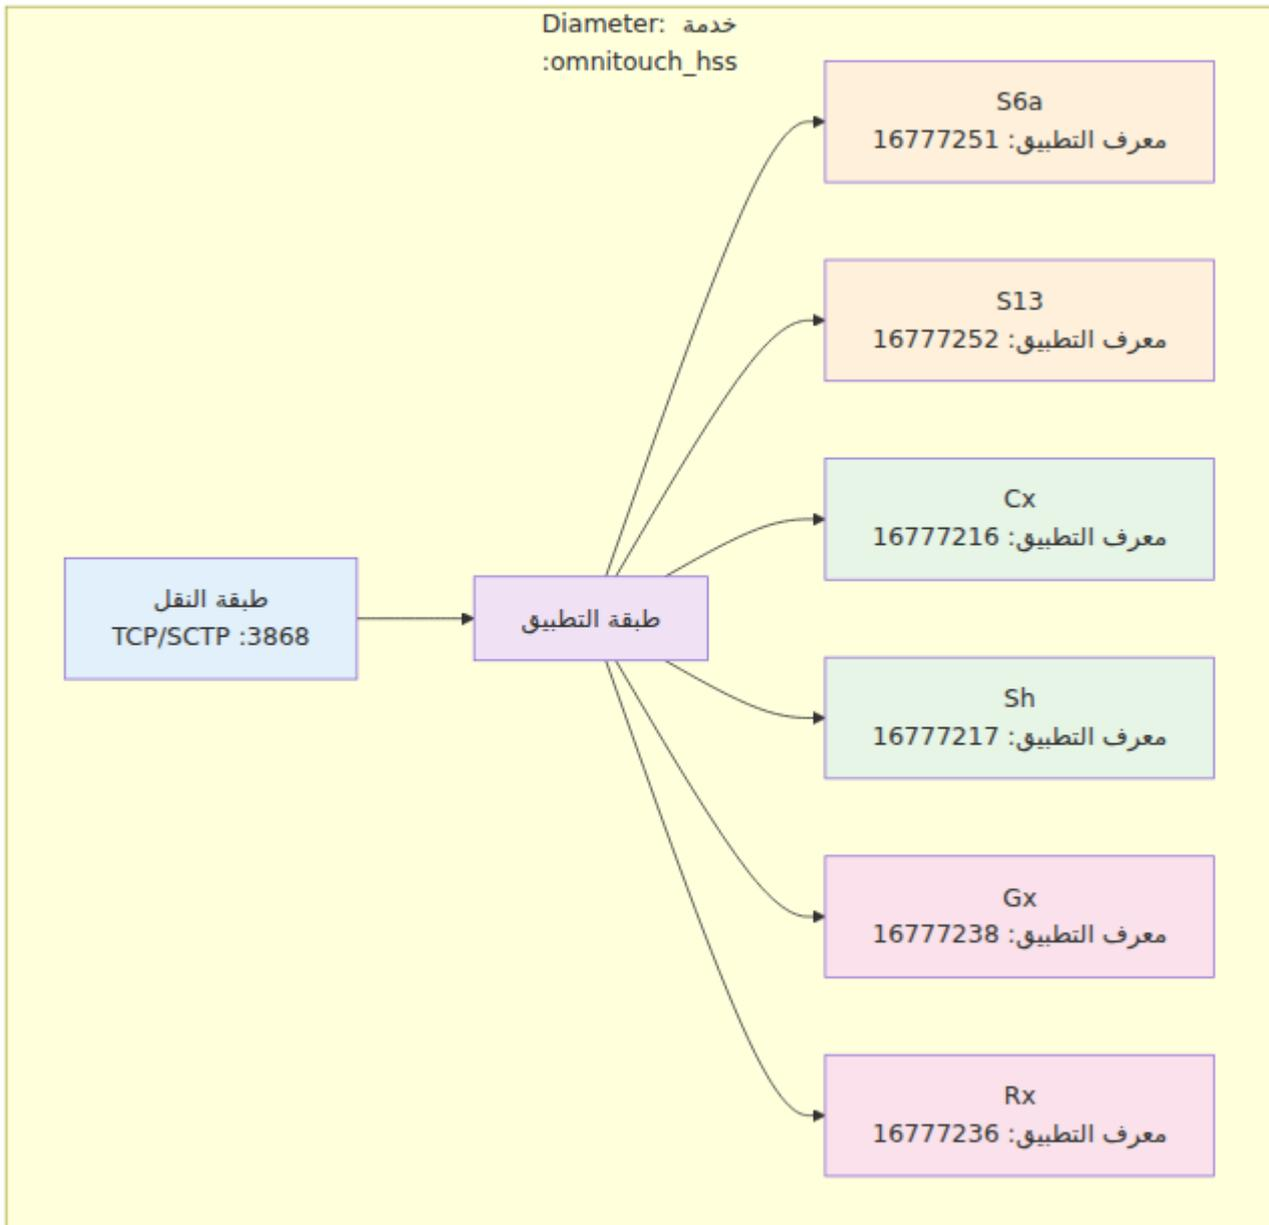 خدمة Diameter:
:omnitouch_hss
S6a
معرف التطبيق: 16777251
S13
معرف التطبيق: 16777252
Cx
معرف التطبيق: 16777216
طبقة النقل
TCP/SCTP :3868
طبقة التطبيق
Sh
معرف التطبيق: 16777217
Gx
معرف التطبيق: 16777238
Rx
معرف التطبيق: 16777236